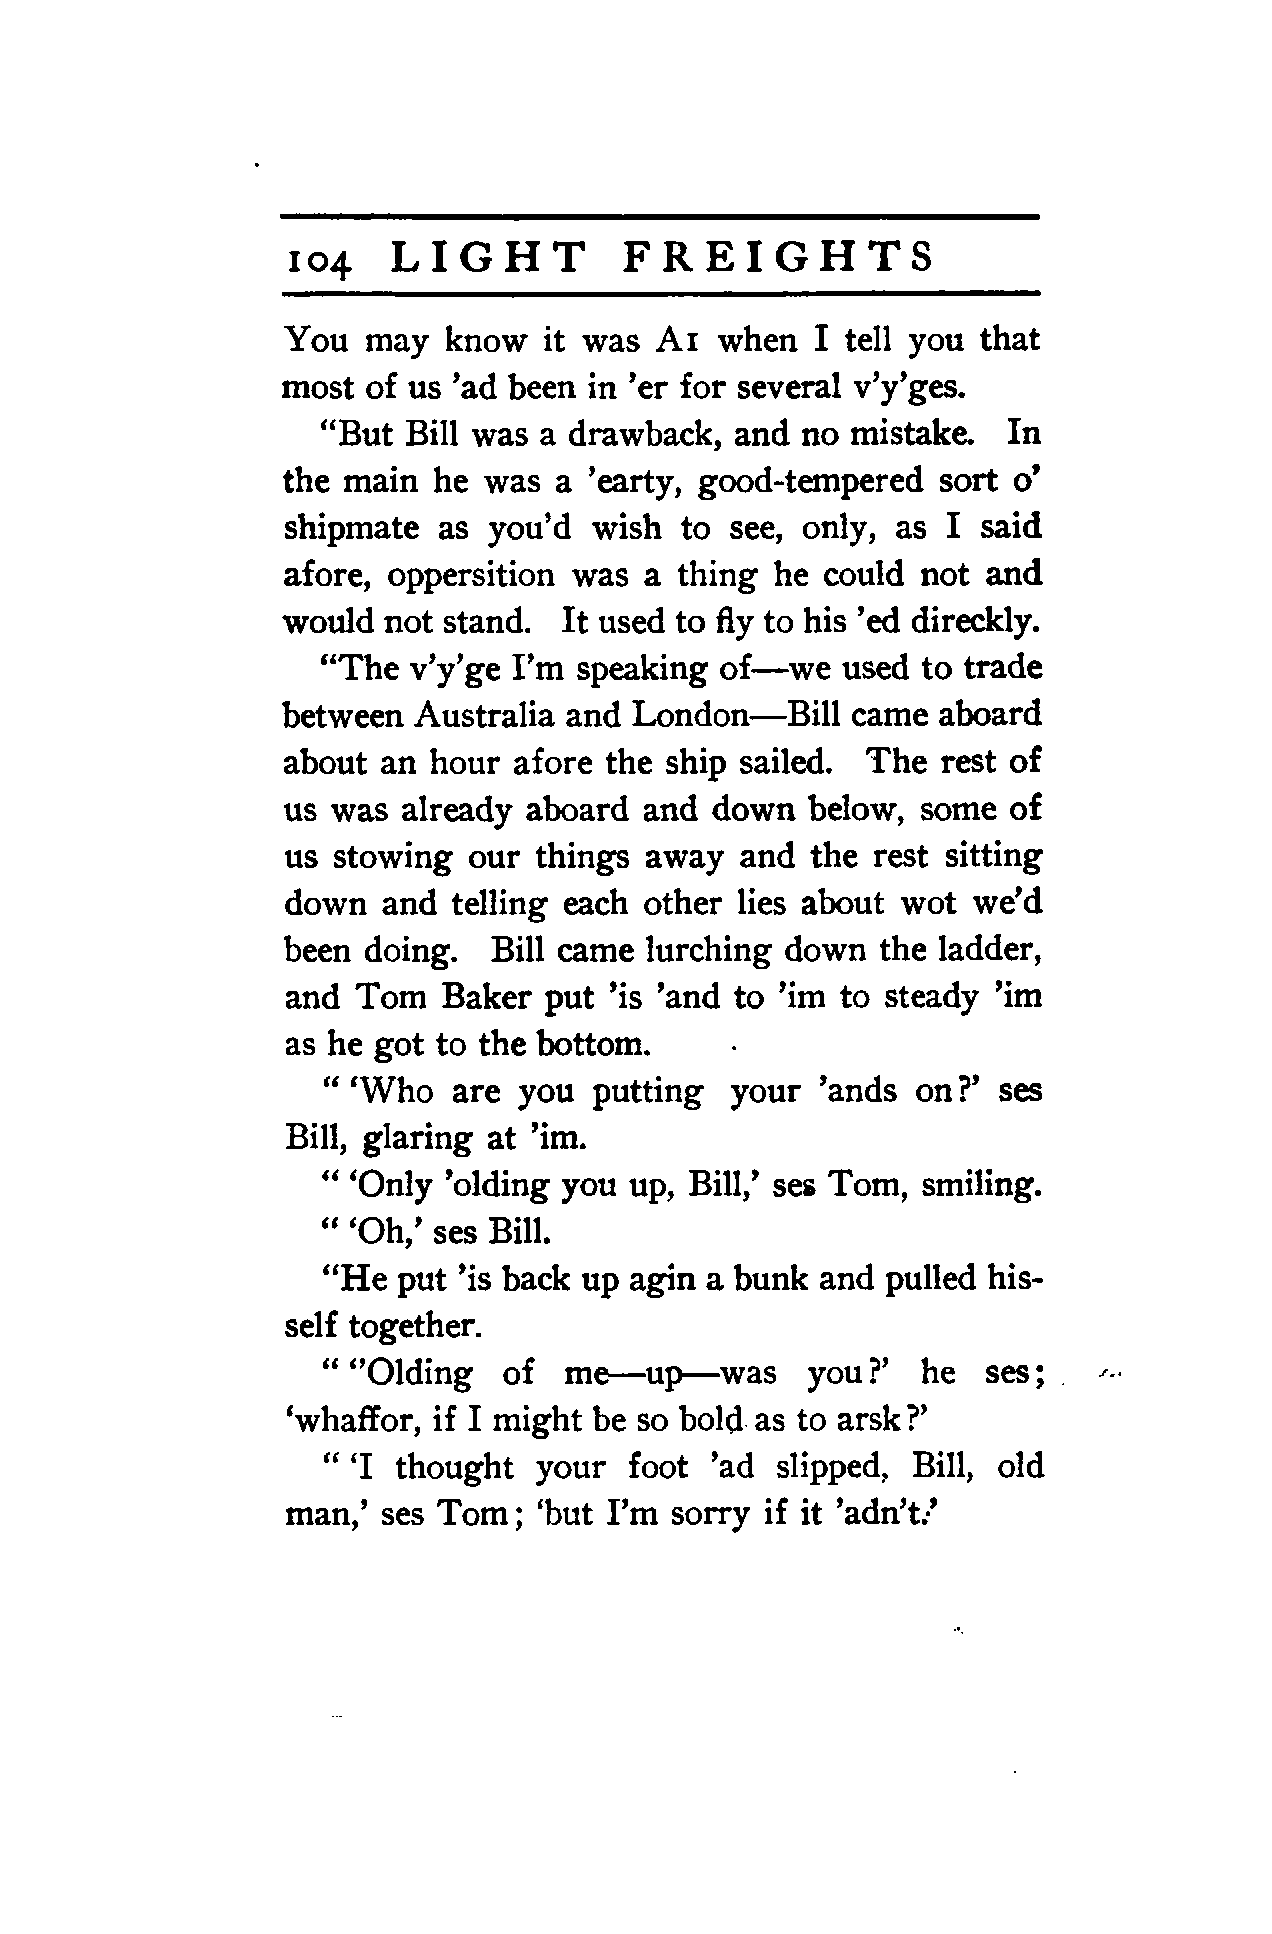 104 LIGHT FREIGHTS
You may know it was A1 when I tell you that
most of us 'ad been in 'er for several v'y'ges.
"But Bill was a drawback, and no mistake. In
the main he was a 'earty, good-tempered sort o'
shipmate as you'd wish to see, only, as I said
afore, oppersition was a thing he could not and
would not stand. It used to fly to his 'ed direckly.
"The v'y'ge I'm speaking of—we used to trade
between Australia and London—Bill came aboard
about an hour afore the ship sailed. The rest of
us was already aboard and down below, some of
us stowing our things away and the rest sitting
down and telling each other lies about wot we'd
been doing. Bill came lurching down the ladder,
and Tom Baker put 'is 'and to 'im to steady 'im
as he got to the bottom.
" 'Who are you putting your 'ands on?' ses
Bill, glaring at 'im.
" 'Only 'olding you up, Bill,' ses Tom, smiling.
" 'Oh,' ses Bill.
"He put 'is back up agin a bunk and pulled his-
self together.
" ''Olding of me—up—was you?' he ses;
'whaffor, if I might be so bold as to arsk?'
" 'I thought your foot 'ad slipped, Bill, old
man,' ses Tom; 'but I'm sorry if it 'adn't.'